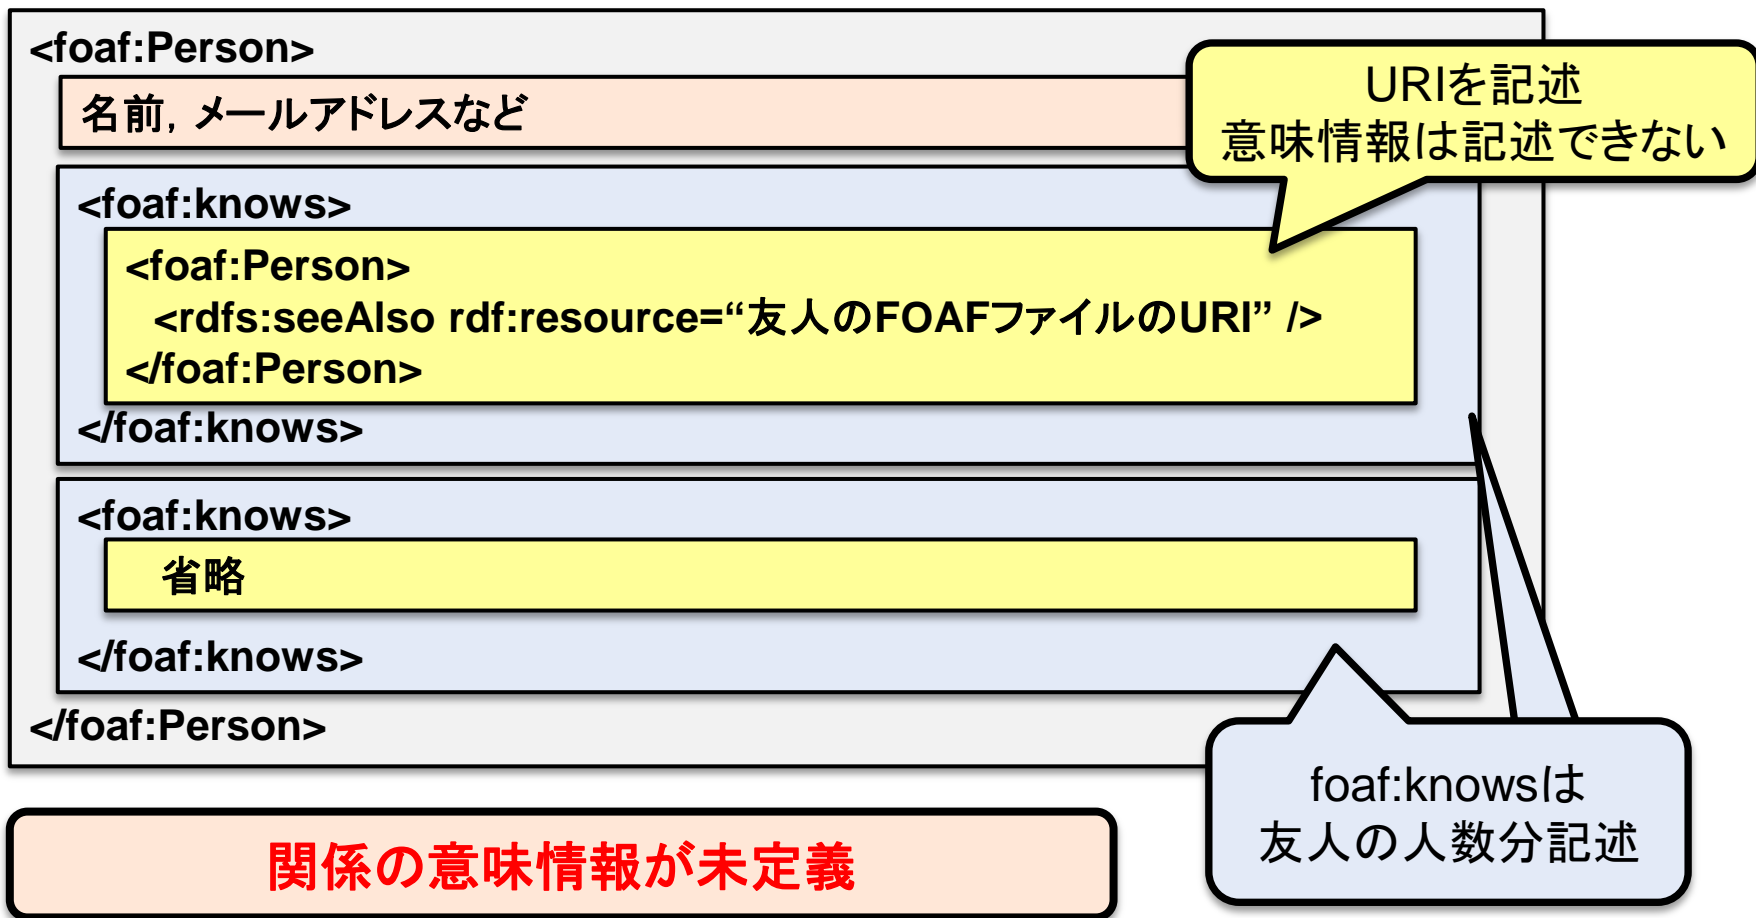 <foaf:Person>
名前, メールアドレスなど
URIを記述
意味情報は記述できない
<foaf:knows>
<foaf:Person>
<rdfs:seeAlso rdf:resource=“友人のFOAFファイルのURI” />
</foaf:Person>
</foaf:knows>
<foaf:knows>
省略
</foaf:knows>
</foaf:Person>
foaf:knowsは
友人の人数分記述
関係の意味情報が未定義